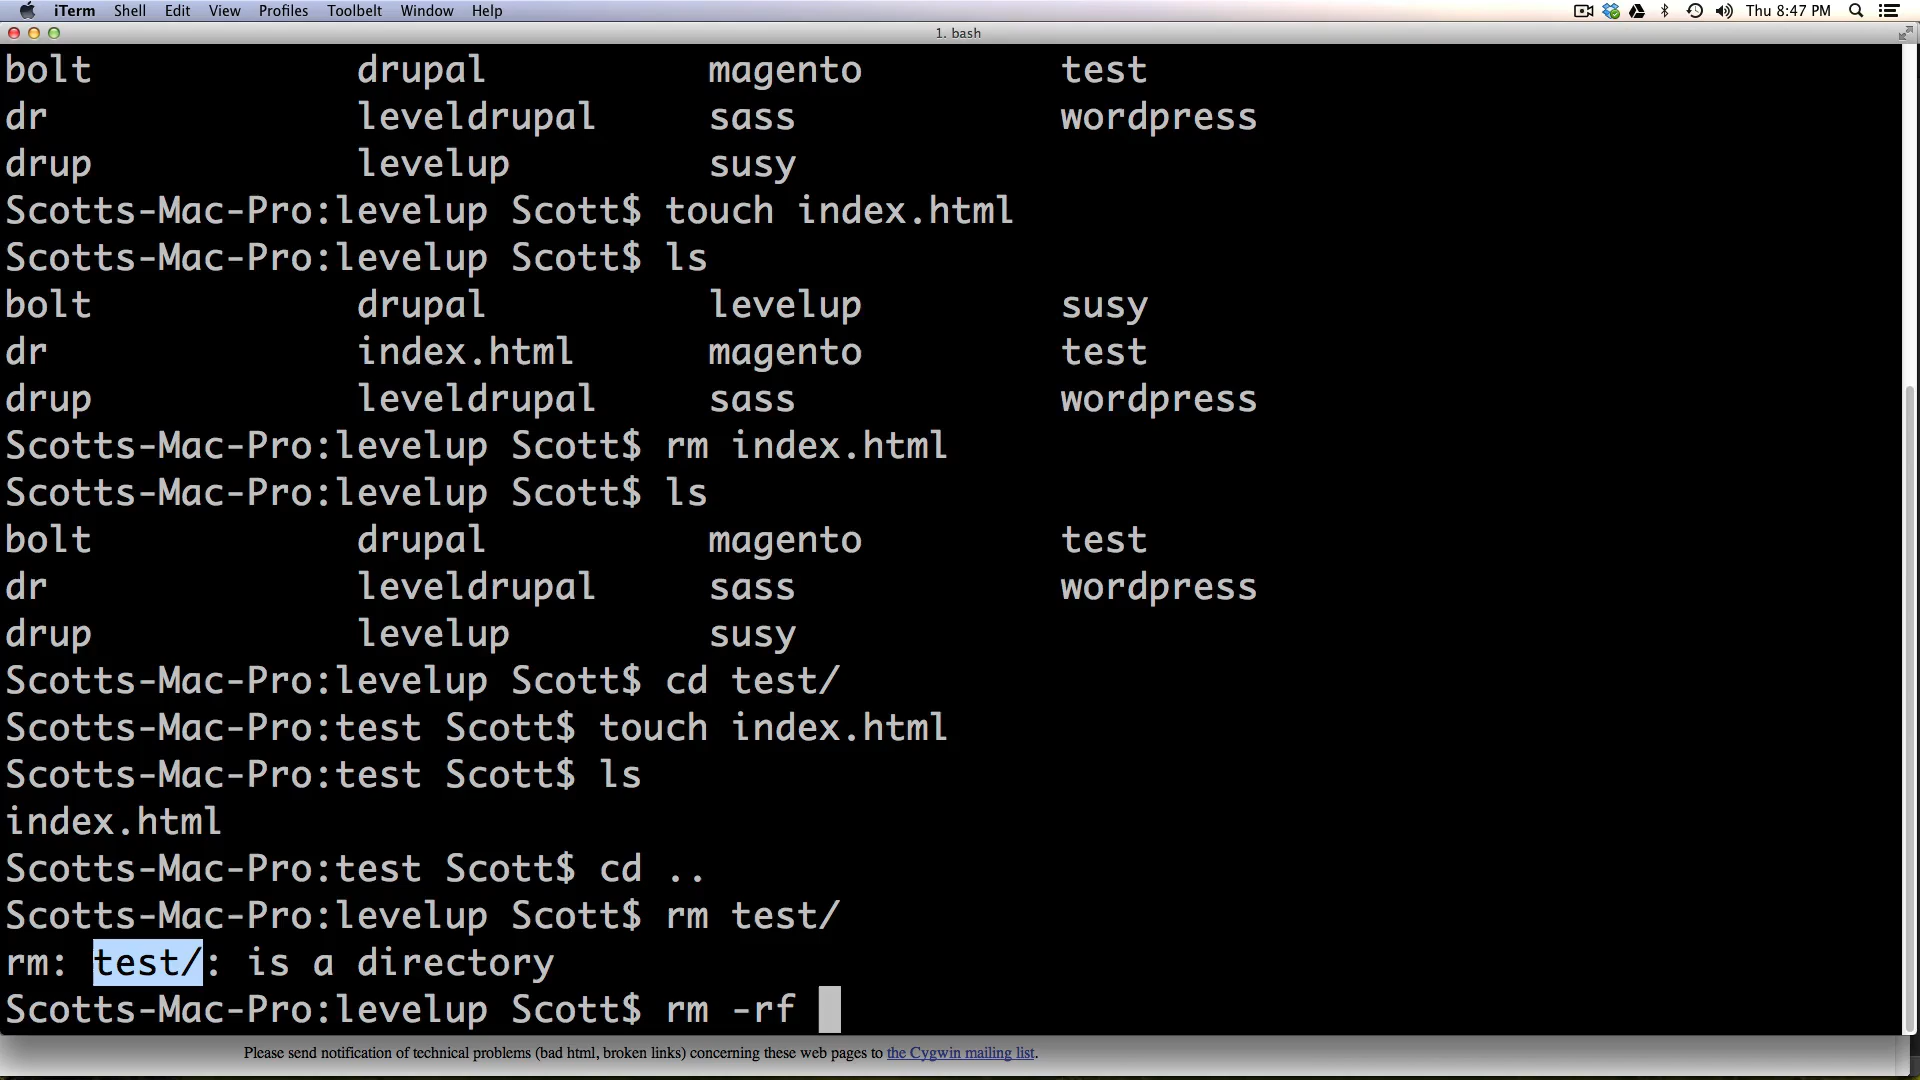 iTerm Shell Edit View Profiles Toolbelt Window Help Thu 8:47 PM
1. bash
bolt drupal magento test
dr leveldrupal sass wordpress
drup levelup susy
Scotts-Mac-Pro:levelup Scott$ touch index.html
Scotts-Mac-Pro:levelup Scott$ ls
bolt drupal levelup susy
dr index.html magento test
drup leveldrupal sass wordpress
Scotts-Mac-Pro:levelup Scott$ rm index.html
Scotts-Mac-Pro:levelup Scott$ ls
bolt drupal magento test
dr leveldrupal sass wordpress
drup levelup susy
Scotts-Mac-Pro:levelup Scott$ cd test/
Scotts-Mac-Pro:test Scott$ touch index.html
Scotts-Mac-Pro:test Scott$ ls
index.html
Scotts-Mac-Pro:test Scott$ cd ..
Scotts-Mac-Pro:levelup Scott$ rm test/
rm: test/: is a directory
Scotts-Mac-Pro:levelup Scott$ rm -rf
Please send notification of technical problems (bad html, broken links) concerning these web pages to the Cygwin mailing list.